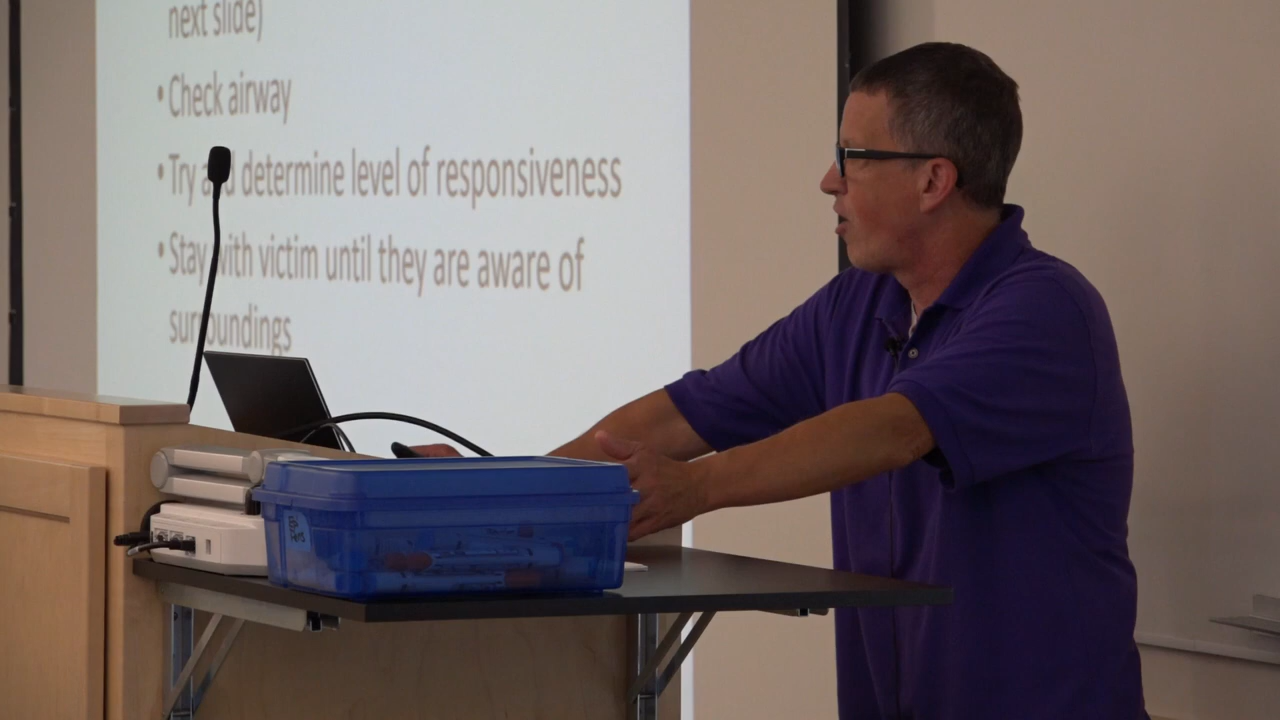 next slide)
• Check airway
• Try and determine level of responsiveness
• Stay with victim until they are aware of
surroundings